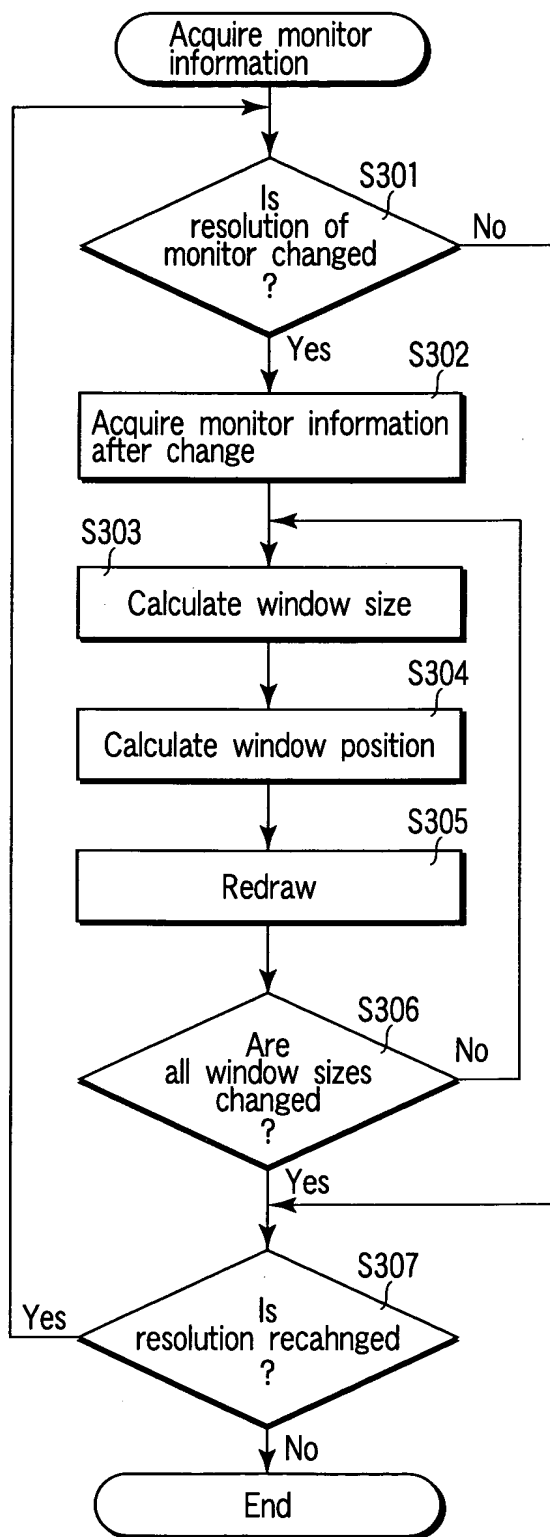 Acquire monitor
information
S301
Is
resolution of
monitor changed
?
No
Yes
S302
Acquire monitor information
after change
S303
Calculate window size
S304
Calculate window position
S305
Redraw
S306
Are
all window sizes
changed
?
No
Yes
S307
Yes
Is
resolution recahnged
?
No
End